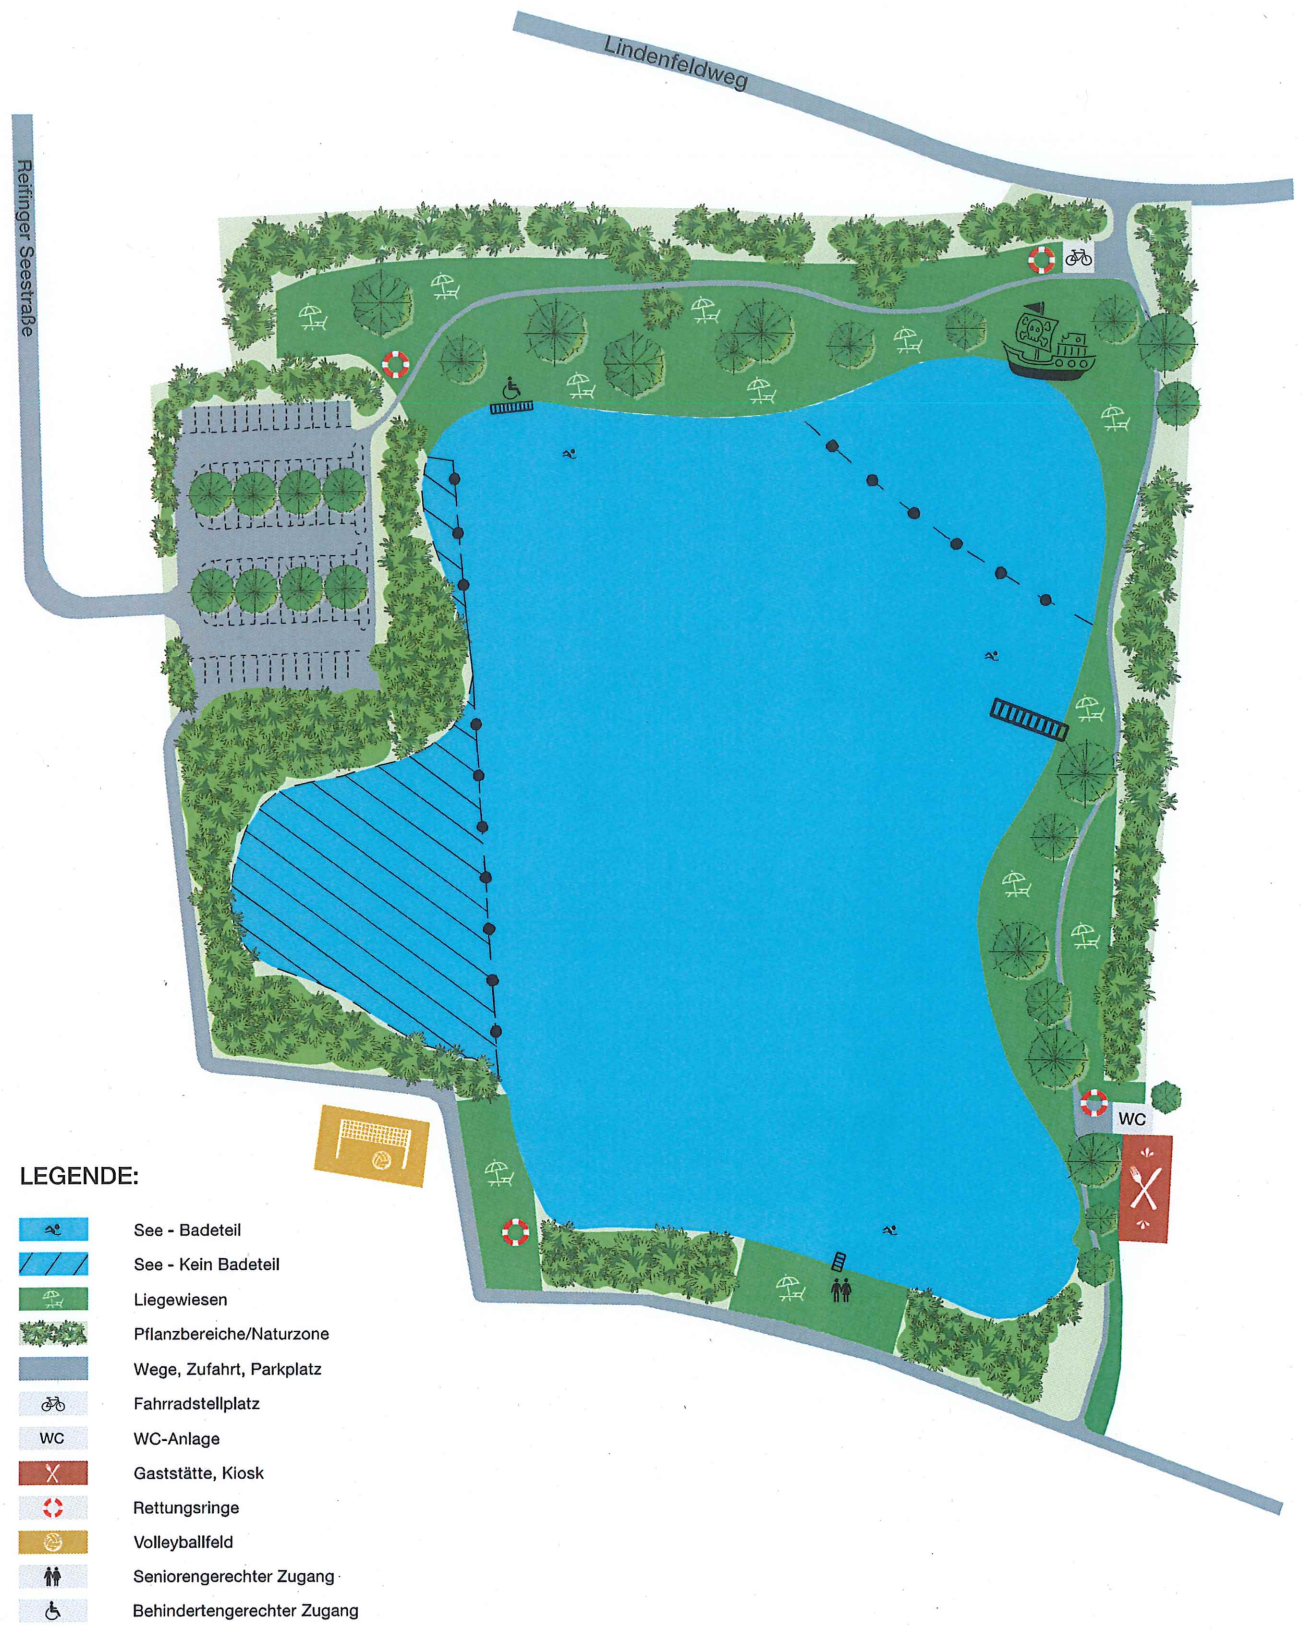 Lindenfeldweg
Reifinger Seestraße
WC
LEGENDE:
See - Badeteil
See - Kein Badeteil
Liegewiesen
Pflanzbereiche/Naturzone
Wege, Zufahrt, Parkplatz
Fahrradstellplatz
WC WC-Anlage
Gaststätte, Kiosk
Rettungsringe
Volleyballfeld
Seniorengerechter Zugang
Behindertengerechter Zugang